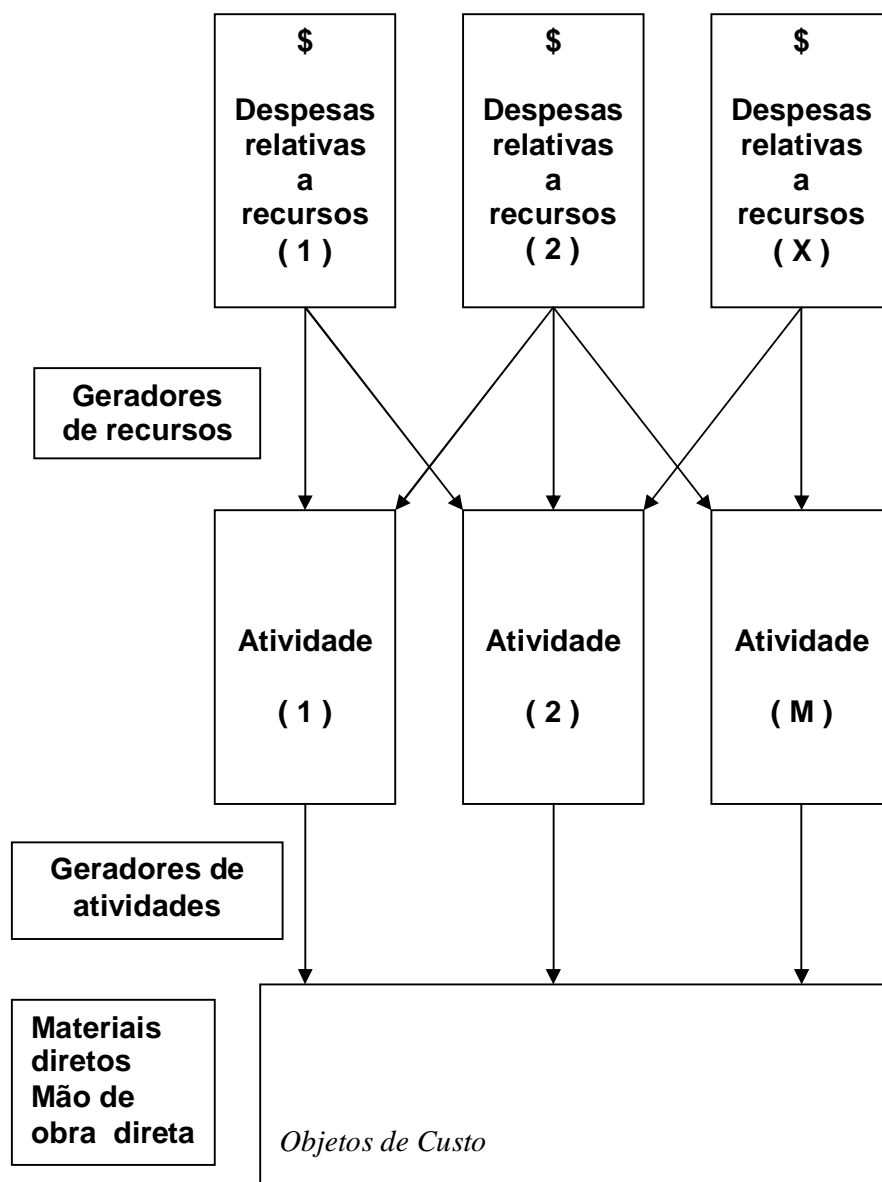 $
Despesas
relativas
a
recursos
( 1 )
$
Despesas
relativas
a
recursos
( 2 )
$
Despesas
relativas
a
recursos
( X )
Geradores
de recursos
Atividade
( 1 )
Atividade
( 2 )
Atividade
( M )
Geradores de
atividades
Materiais
diretos
Mão de
obra direta
Objetos de Custo